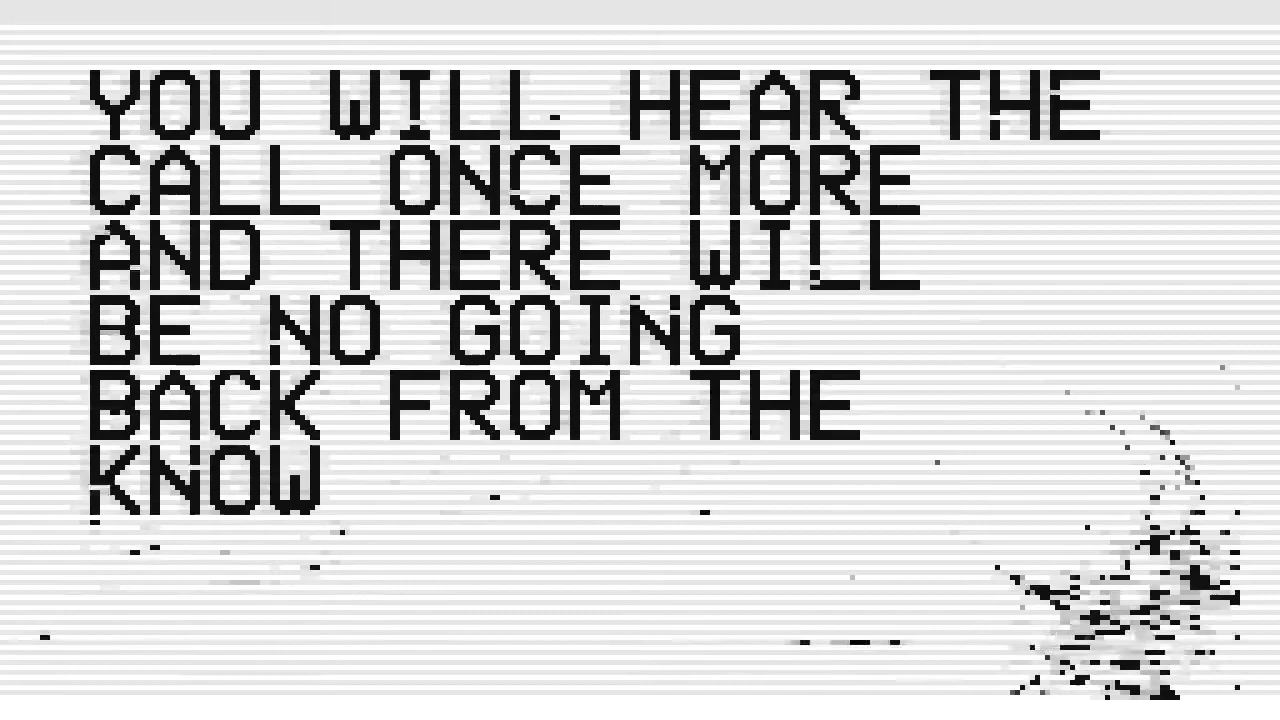 YOU WILL HEAR THE
CALL ONCE MORE
AND THERE WILL
BE NO GOING
BACK FROM THE
KNOW